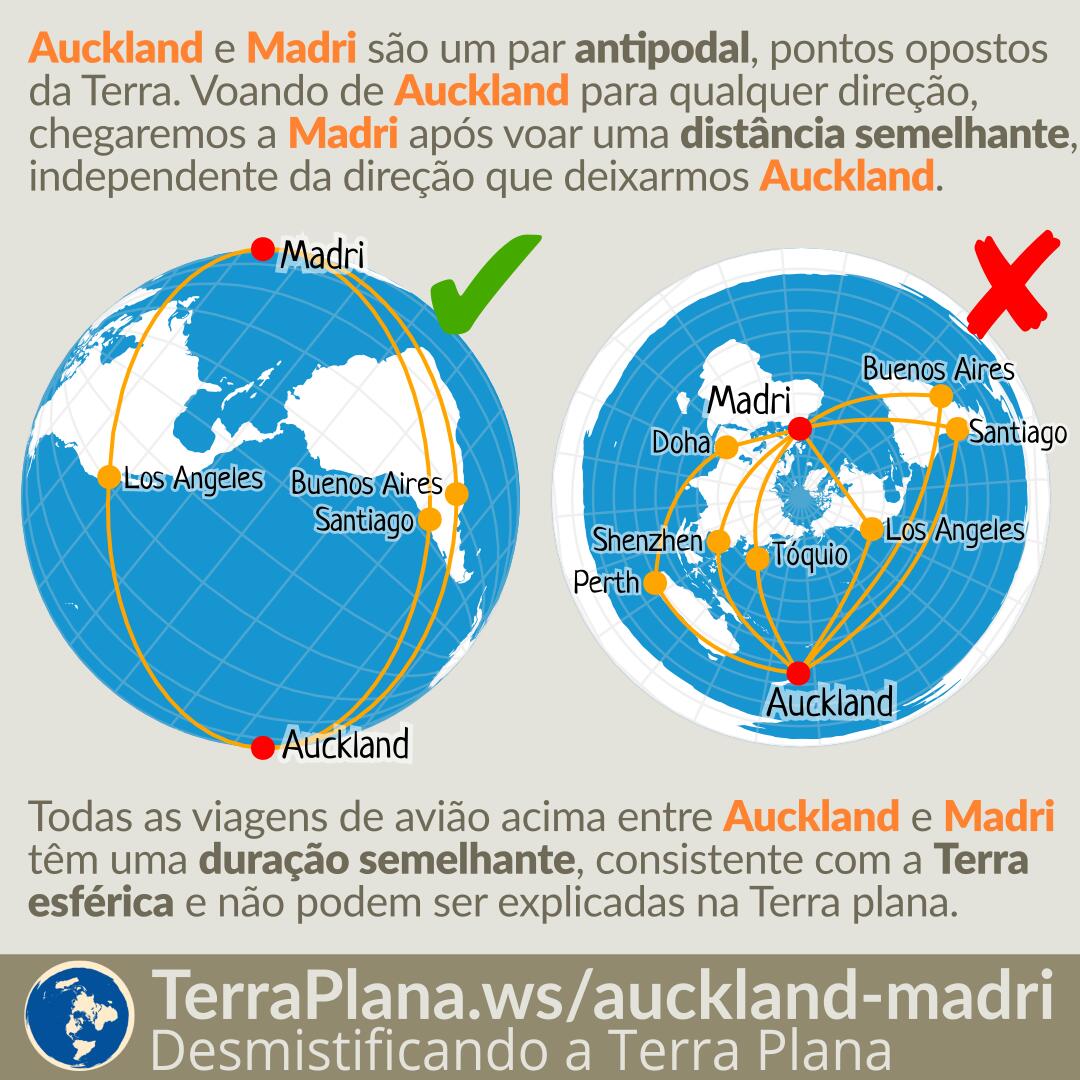 Auckland e Madri são um par antipodal, pontos opostos
da Terra. Voando de Auckland para qualquer direção,
chegaremos a Madri após voar uma distância semelhante,
independente da direção que deixarmos Auckland.
Madri
Los Angeles
Buenos Aires
Santiago
Auckland
Buenos Aires
Madri
Santiago
Doha
Los Angeles
Shenzhen
Tóquio
Perth
Auckland
Todas as viagens de avião acima entre Auckland e Madri
têm uma duração semelhante, consistente com a Terra
esférica e não podem ser explicadas na Terra plana.
TerraPlana.ws/auckland-madri
Desmistificando a Terra Plana